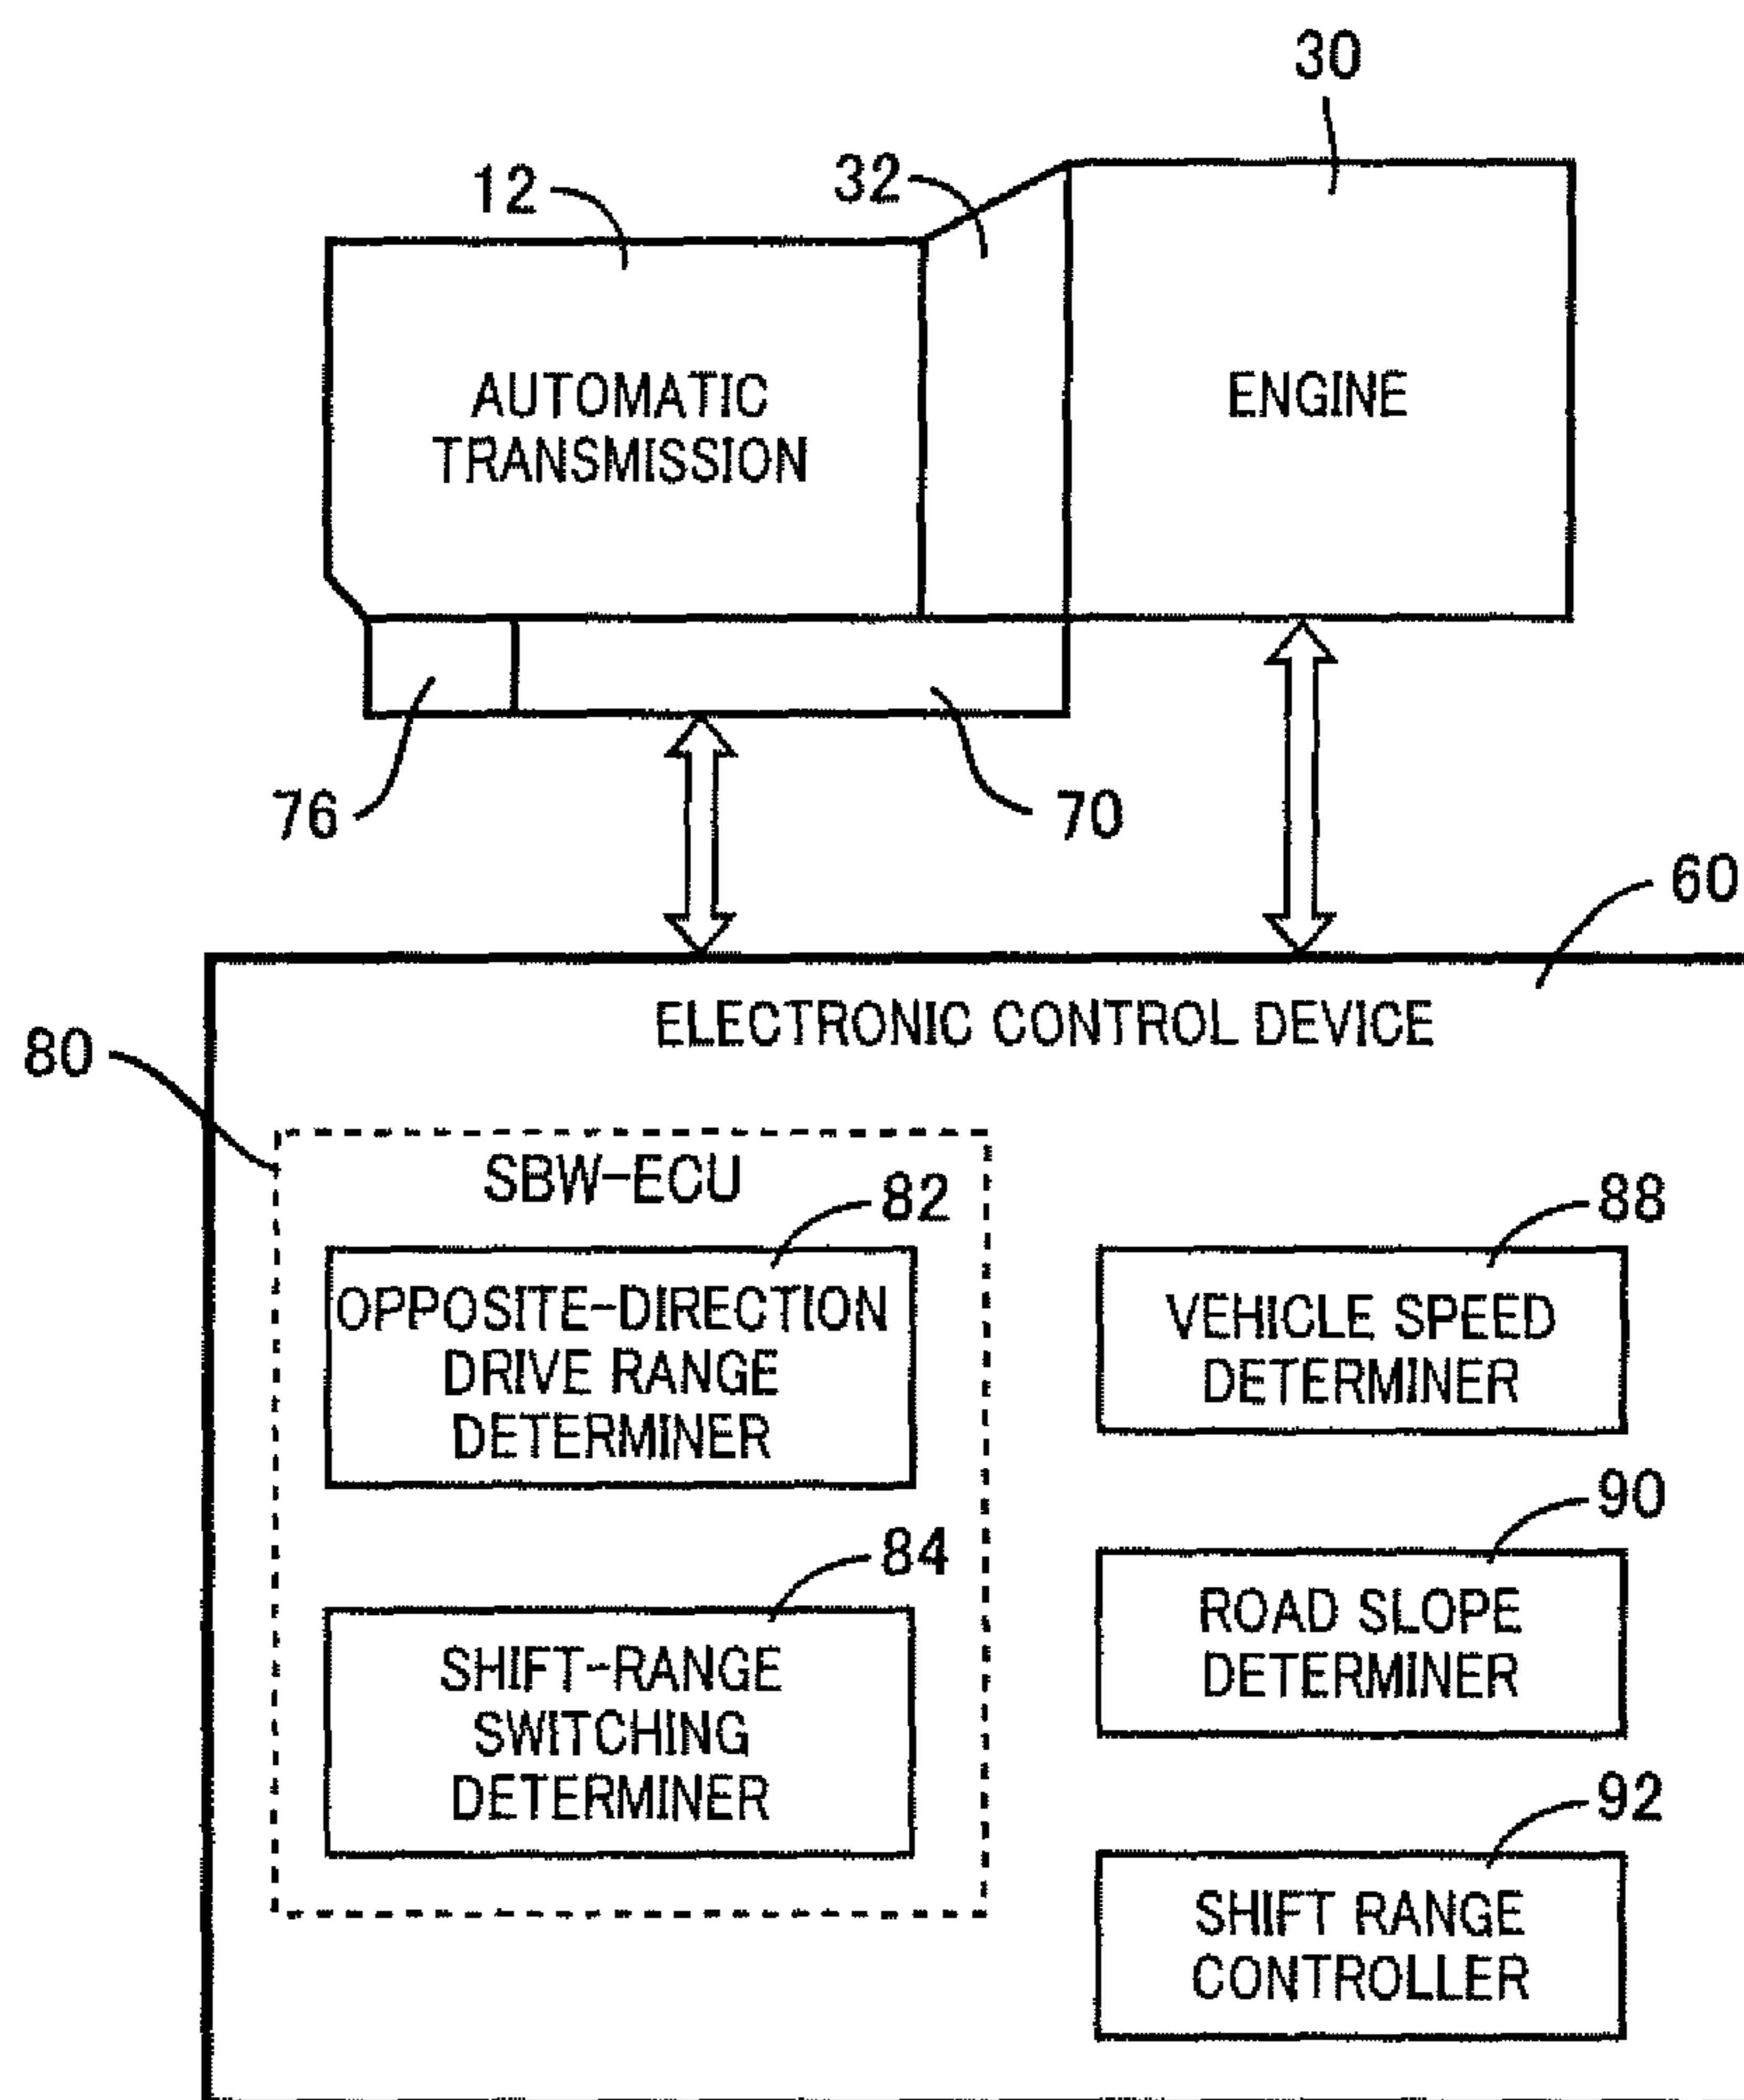 30
12
32
AUTOMATIC
TRANSMISSION
ENGINE
76
70
60
ELECTRONIC CONTROL DEVICE
80
SBW-ECU
82
OPPOSITE-DIRECTION
DRIVE RANGE
DETERMINER
84
SHIFT-RANGE
SWITCHING
DETERMINER
88
VEHICLE SPEED
DETERMINER
90
ROAD SLOPE
DETERMINER
92
SHIFT RANGE
CONTROLLER